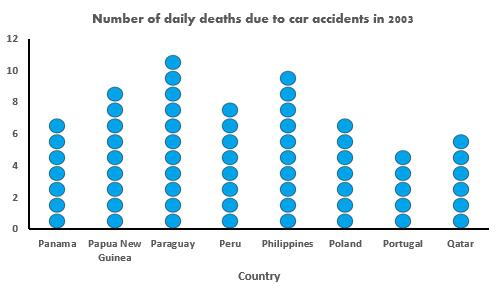 Number of daily deaths due to car accidents in 2003
12
10
8
6
4
2
0
Panama Papua New Guinea Paraguay Peru Philippines Poland Portugal Qatar
Country